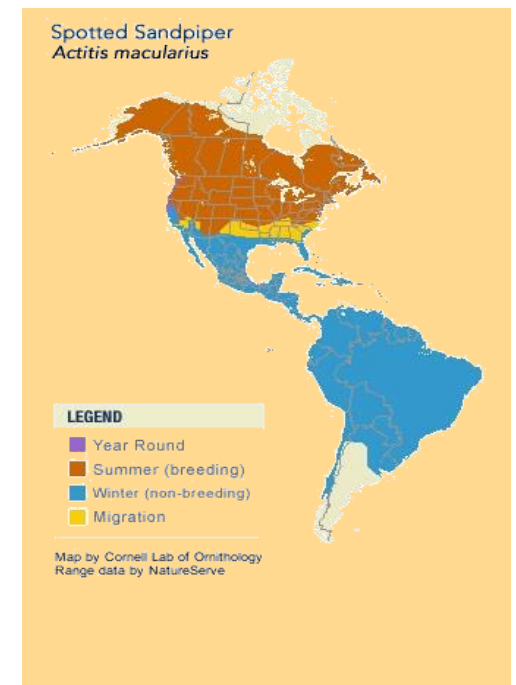 Spotted Sandpiper
Actitis macularius
LEGEND
Year Round
Summer (breeding)
Winter (non-breeding)
Migration
Map by Cornell Lab of Ornithology
Range data by NatureServe